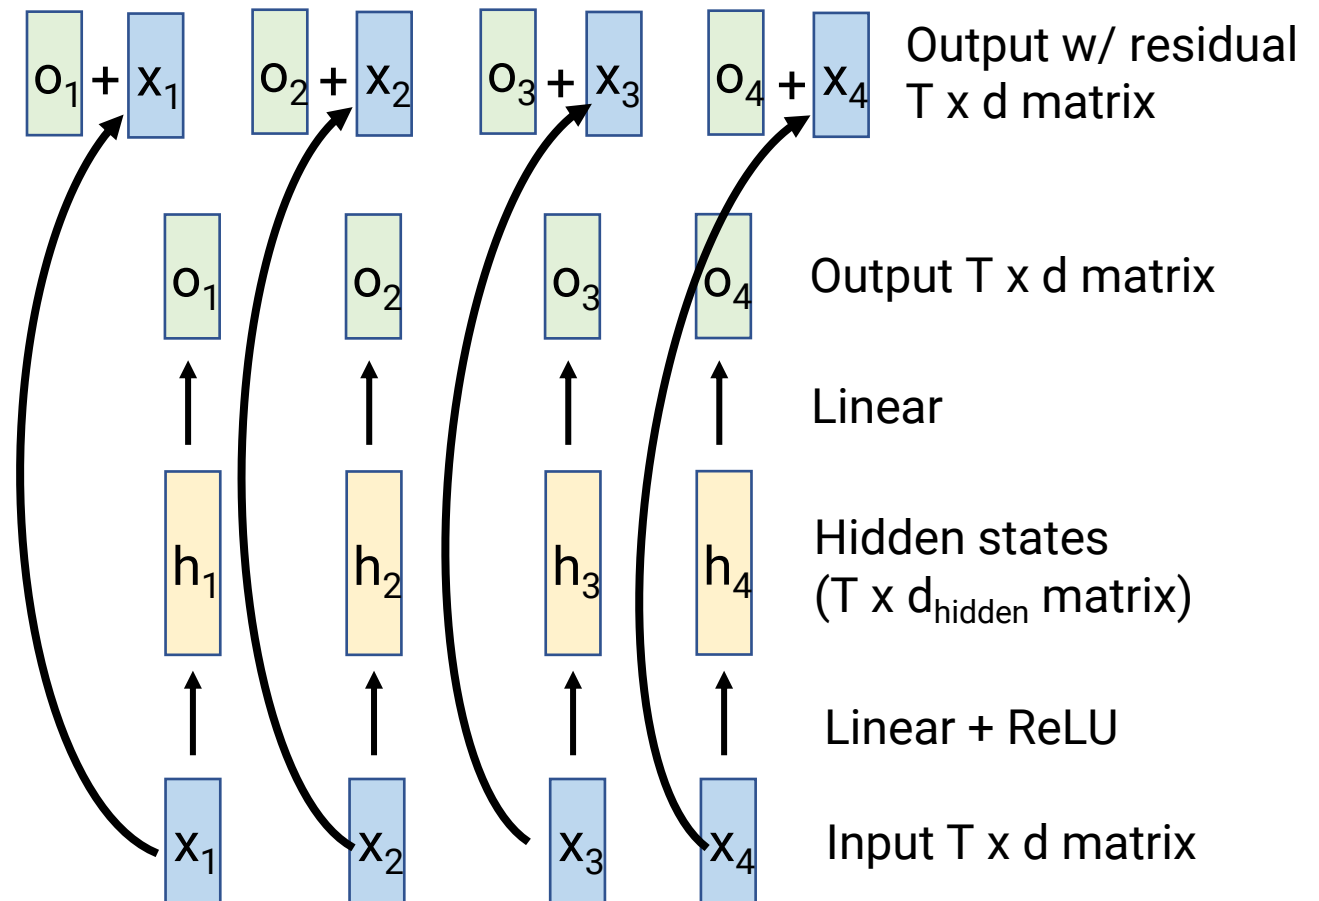 o₁ + x₁ o₂ + x₂ o₃ + x₃ o₄ + x₄
Output w/ residual
T x d matrix
o₁ o₂ o₃ o₄
Output T x d matrix
Linear
h₁ h₂ h₃ h₄
Hidden states
(T x d_hidden matrix)
Linear + ReLU
x₁ x₂ x₃ x₄
Input T x d matrix